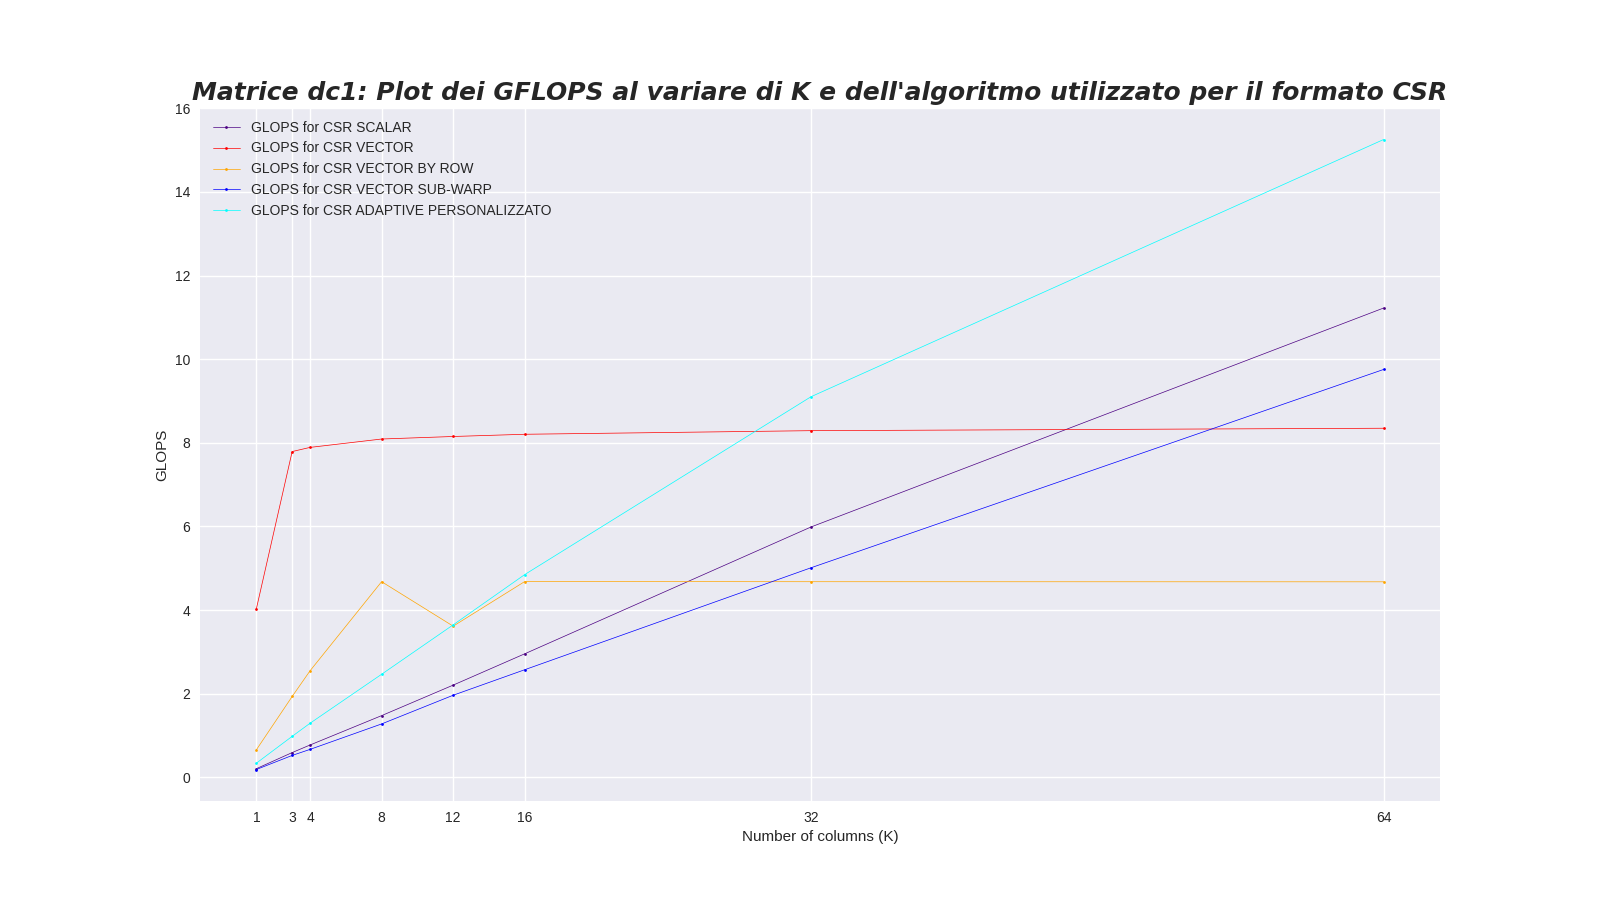 Matrice dc1: Plot dei GFLOPS al variare di K e dell'algoritmo utilizzato per il formato CSR
16
14
12
10
8
6
4
2
0
GLOPS
GLOPS for CSR SCALAR
GLOPS for CSR VECTOR
GLOPS for CSR VECTOR BY ROW
GLOPS for CSR VECTOR SUB-WARP
GLOPS for CSR ADAPTIVE PERSONALIZZATO
1 3 4 8 12 16 32 64
Number of columns (K)